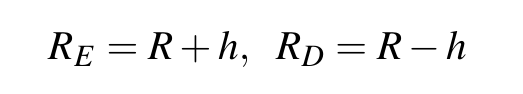 R_E = R + h, R_D = R − h